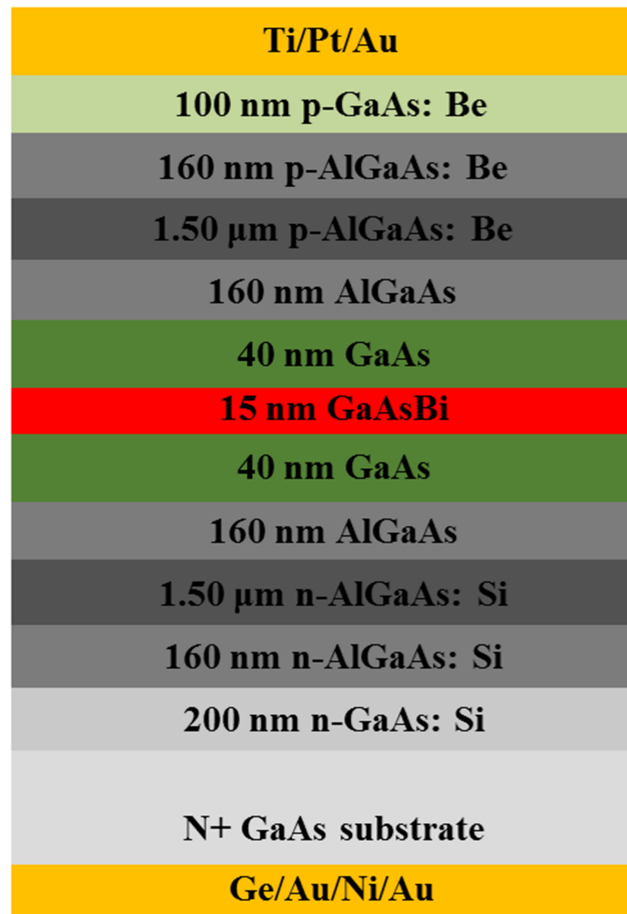 Ti/Pt/Au
100 nm p-GaAs: Be
160 nm p-AlGaAs: Be
1.50 μm p-AlGaAs: Be
160 nm AlGaAs
40 nm GaAs
15 nm GaAsBi
40 nm GaAs
160 nm AlGaAs
1.50 μm n-AlGaAs: Si
160 nm n-AlGaAs: Si
200 nm n-GaAs: Si
N+ GaAs substrate
Ge/Au/Ni/Au